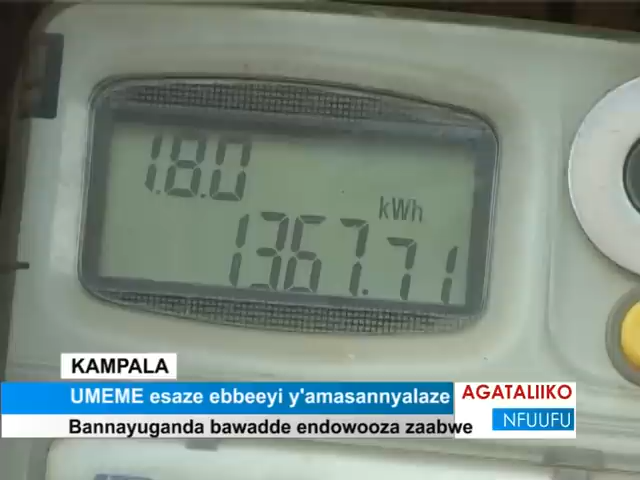 1.8.0
kWh
1367.71
KAMPALA
UMEME esaze ebbeeyi y'amasannyalaze
Bannayuganda bawadde endowooza zaabwe
AGATALIIKO
NFUUFU